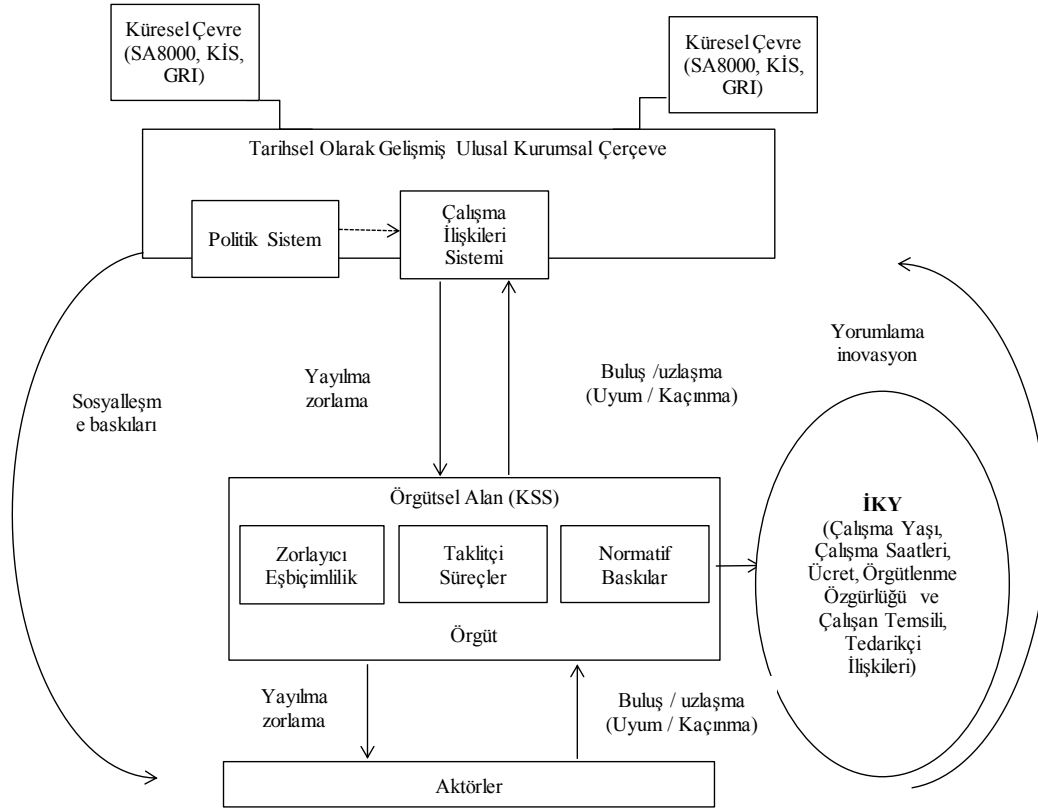 Küresel Çevre
(SA8000, KİS,
GRI)
Küresel Çevre
(SA8000, KİS,
GRI)
Tarihsel Olarak Gelişmiş Ulusal Kurumsal Çerçeve
Politik Sistem
Çalışma
İlişkileri
Sistemi
Yorumlama
inovasyon
Yayılma
zorlama
Buluş /uzlaşma
(Uyum / Kaçınma)
Sosyalleşm
e baskıları
Örgütsel Alan (KSS)
Zorlayıcı
Eşbiçimlilik
Taklitçi
Süreçler
Normatif
Baskılar
Örgüt
İKY
(Çalışma Yaşı,
Çalışma Saatleri,
Ücret, Örgütlenme
Özgürlüğü ve
Çalışan Temsili,
Tedarikçi
İlişkileri)
Yayılma
zorlama
Buluş / uzlaşma
(Uyum / Kaçınma)
Aktörler